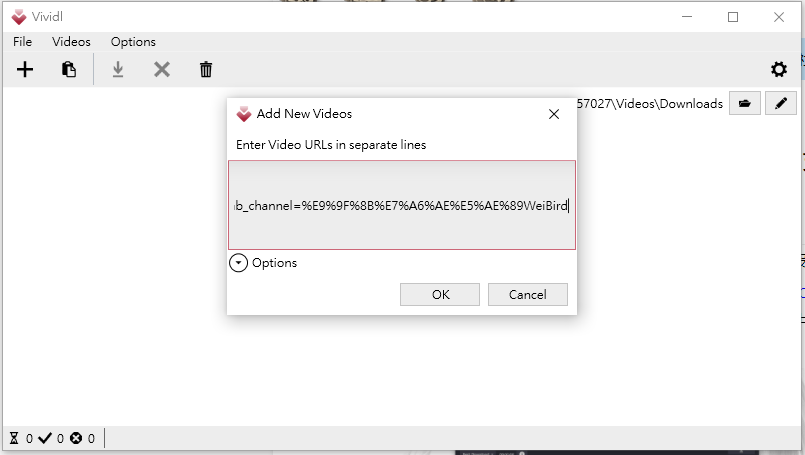 Vividl
File Videos Options
57027\Videos\Downloads
Add New Videos
Enter Video URLs in separate lines
b_channel=%E9%9F%8B%E7%A6%AE%E5%AE%89WeiBird
Options
OK Cancel
0 0 0